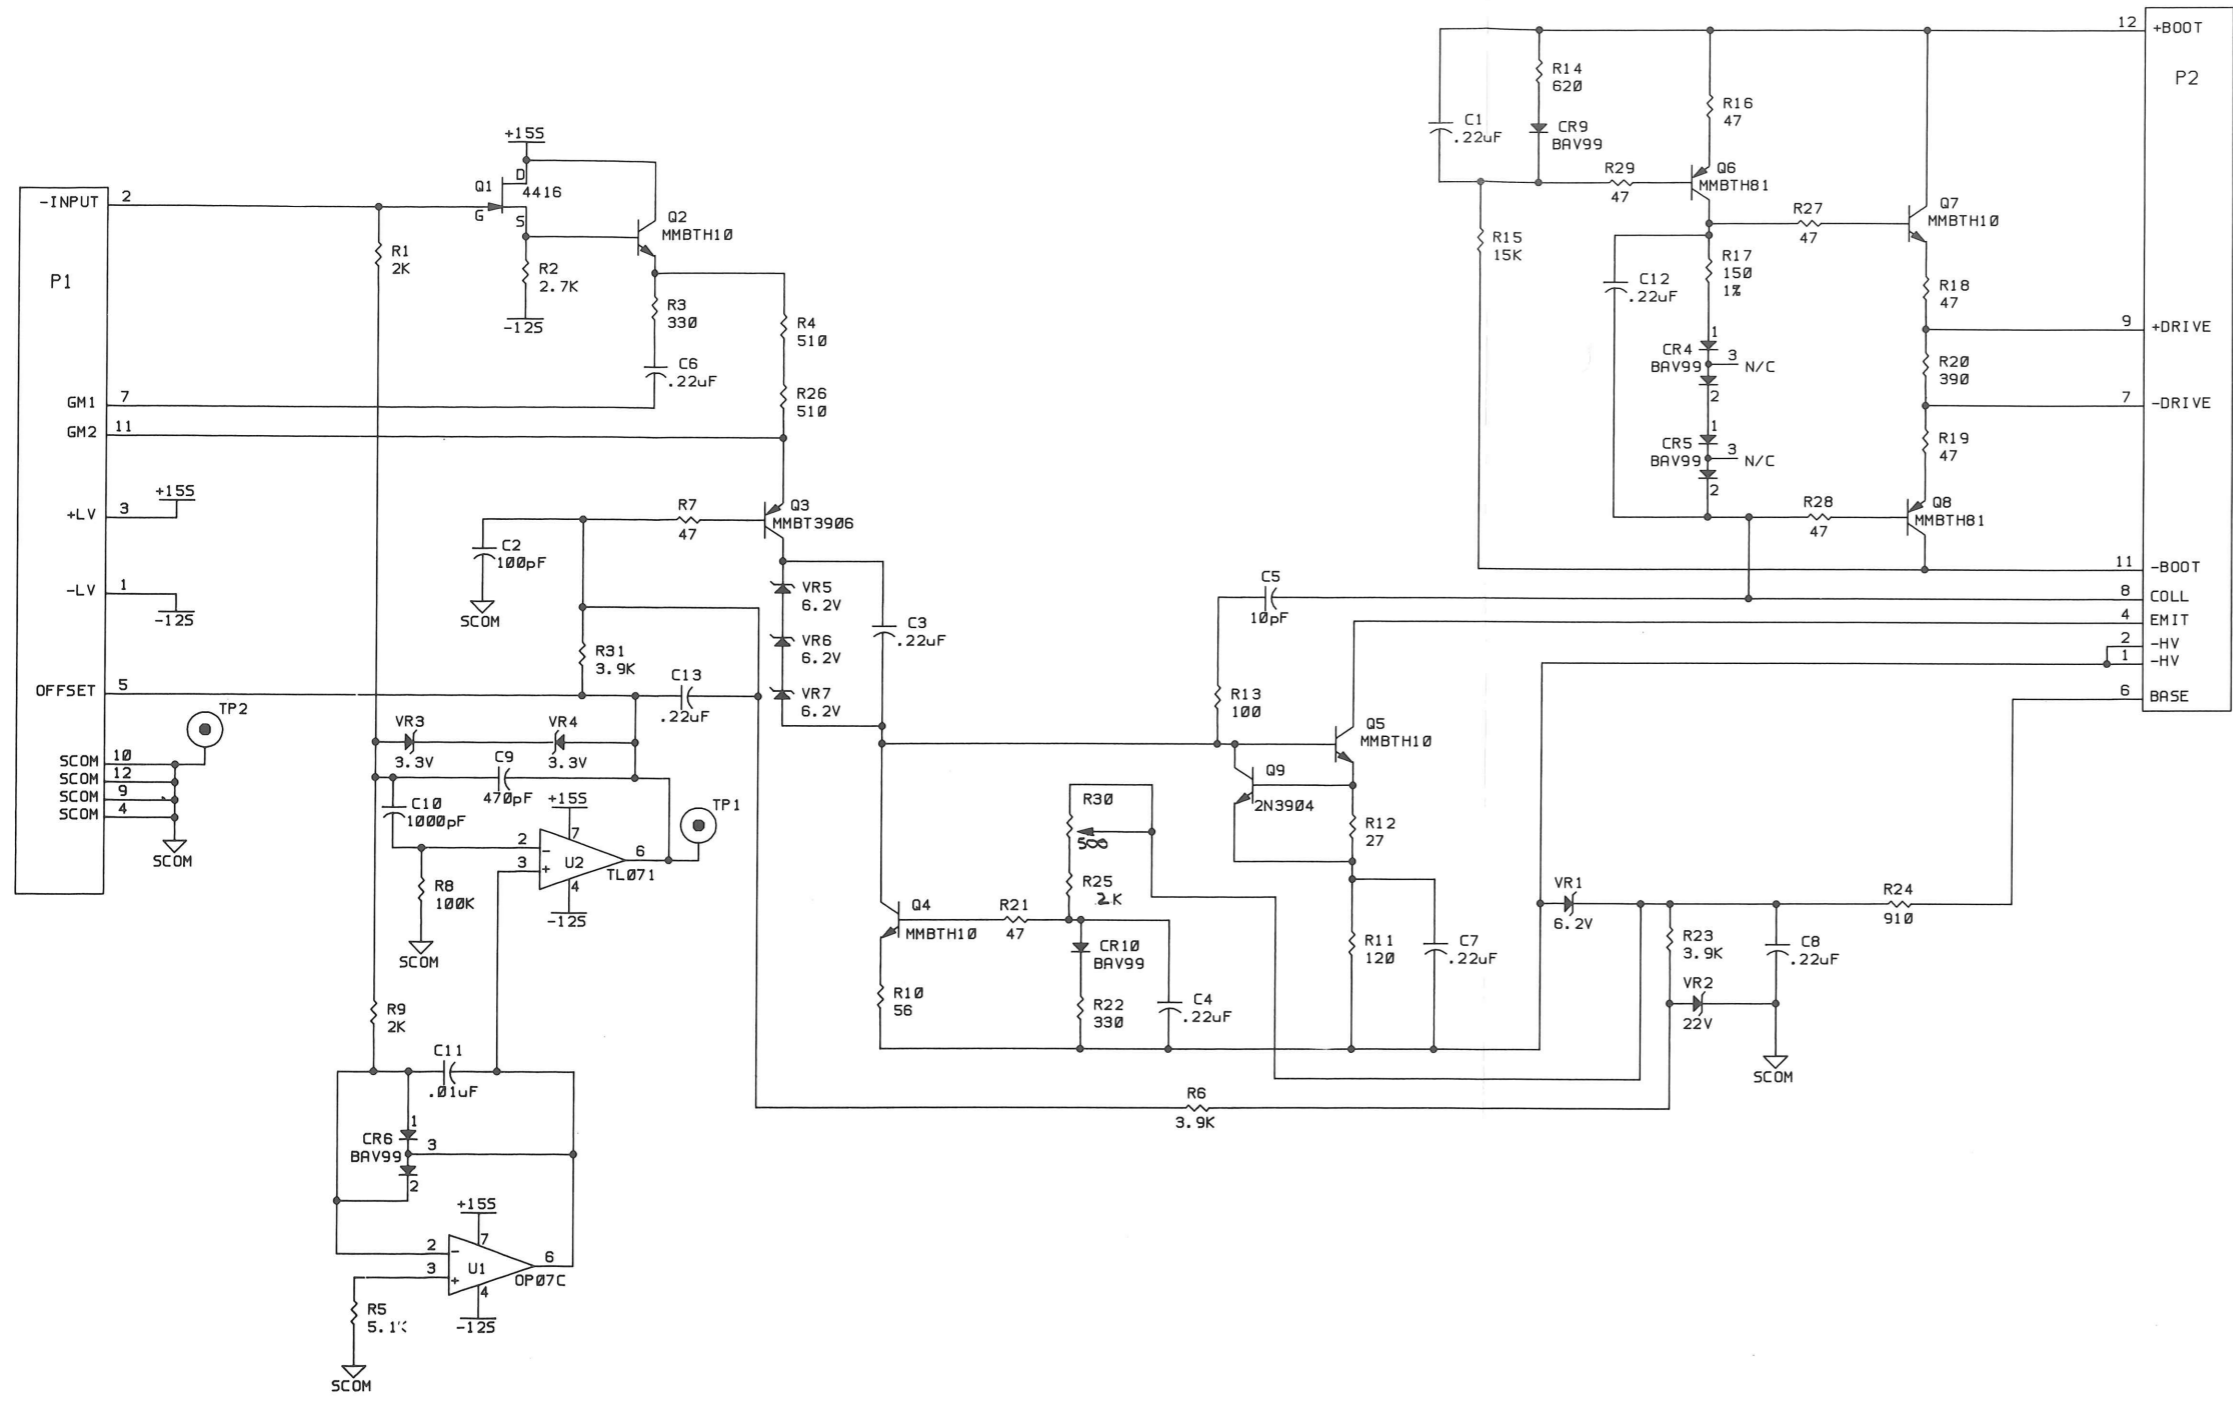 P1
-INPUT 2
GM1 7
GM2 11
+LV 3
+15S
-LV 1
-12S
OFFSET 5
TP2
SCOM 10
SCOM 12
SCOM 9
SCOM 4
SCOM
+15S
Q1
D
4416
G
S
Q2
MMBTH10
R1
2K
R2
2.7K
-12S
R3
330
C6
.22uF
R4
510
R26
510
Q3
MMBT3906
R7
47
C2
100pF
SCOM
R31
3.9K
C13
.22uF
VR5
6.2V
VR6
6.2V
VR7
6.2V
C3
.22uF
VR3
3.3V
VR4
3.3V
C9
470pF
C10
1000pF
+15S
7
2
-
3
+
U2
6
TL071
4
-12S
TP1
R8
100K
SCOM
R9
2K
C11
.01uF
1
CR6
BAV99
3
2
+15S
7
2
-
3
+
U1
6
OP07C
4
-12S
R5
SCOM
Q4
MMBTH10
R10
56
R21
47
R30
500
R25
2K
CR10
BAV99
R22
330
C4
.22uF
R6
3.9K
C5
10pF
R13
100
Q5
MMBTH10
Q9
2N3904
R12
27
R11
120
C7
.22uF
VR1
6.2V
R23
3.9K
VR2
22V
C8
.22uF
SCOM
R24
910
C1
.22uF
R14
620
CR9
BAV99
R15
15K
R29
47
R16
47
Q6
MMBTH81
R27
47
Q7
MMBTH10
C12
.22uF
R17
150
1%
1
CR4
BAV99
3 N/C
2
1
CR5
BAV99
3 N/C
2
R18
47
R20
390
R19
47
R28
47
Q8
MMBTH81
P2
12 +BOOT
9 +DRIVE
7 -DRIVE
11 -BOOT
8 COLL
4 EMIT
2 -HV
1 -HV
6 BASE